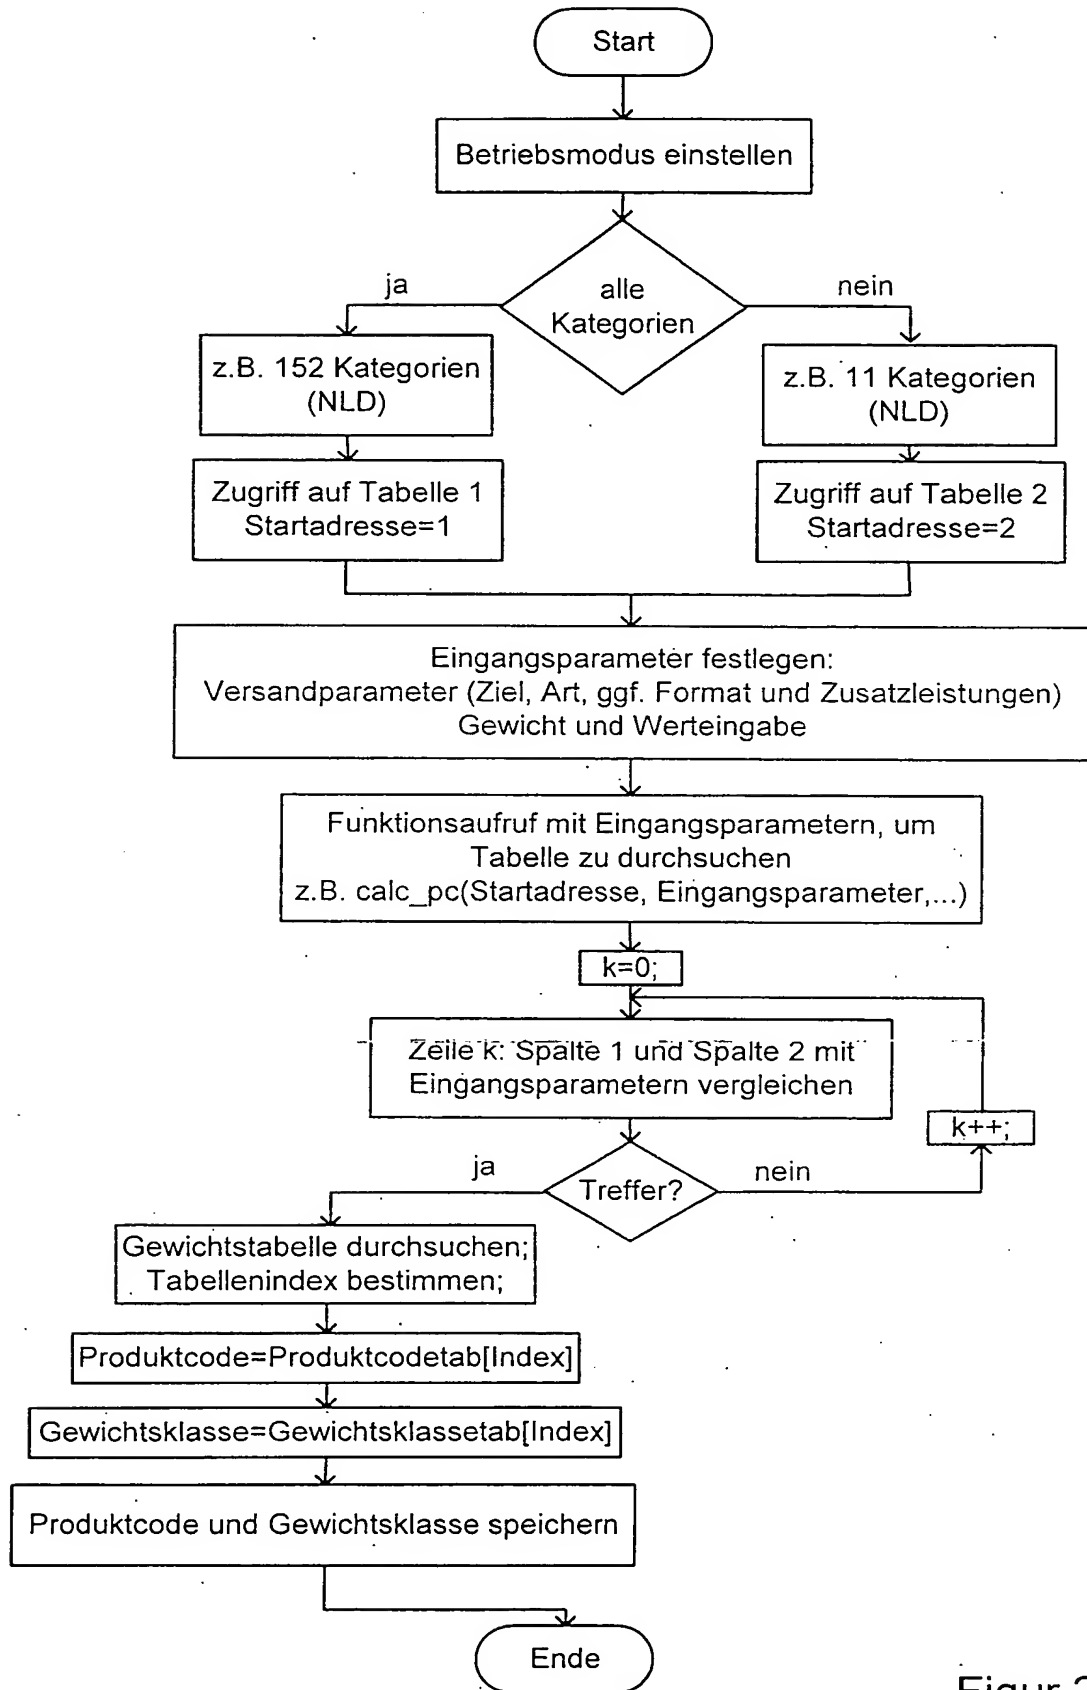 Start
Betriebsmodus einstellen
alle
Kategorien
ja
nein
z.B. 152 Kategorien
(NLD)
z.B. 11 Kategorien
(NLD)
Zugriff auf Tabelle 1
Startadresse=1
Zugriff auf Tabelle 2
Startadresse=2
Eingangsparameter festlegen:
Versandparameter (Ziel, Art, ggf. Format und Zusatzleistungen)
Gewicht und Werteingabe
Funktionsaufruf mit Eingangsparametern, um
Tabelle zu durchsuchen
z.B. calc_pc(Startadresse, Eingangsparameter,...)
k=0;
Zeile k: Spalte 1 und Spalte 2 mit
Eingangsparametern vergleichen
k++;
Treffer?
ja
nein
Gewichtstabelle durchsuchen;
Tabellenindex bestimmen;
Produktcode=Produktcodetab[Index]
Gewichtsklasse=Gewichtsklassetab[Index]
Produktcode und Gewichtsklasse speichern
Ende
Figur